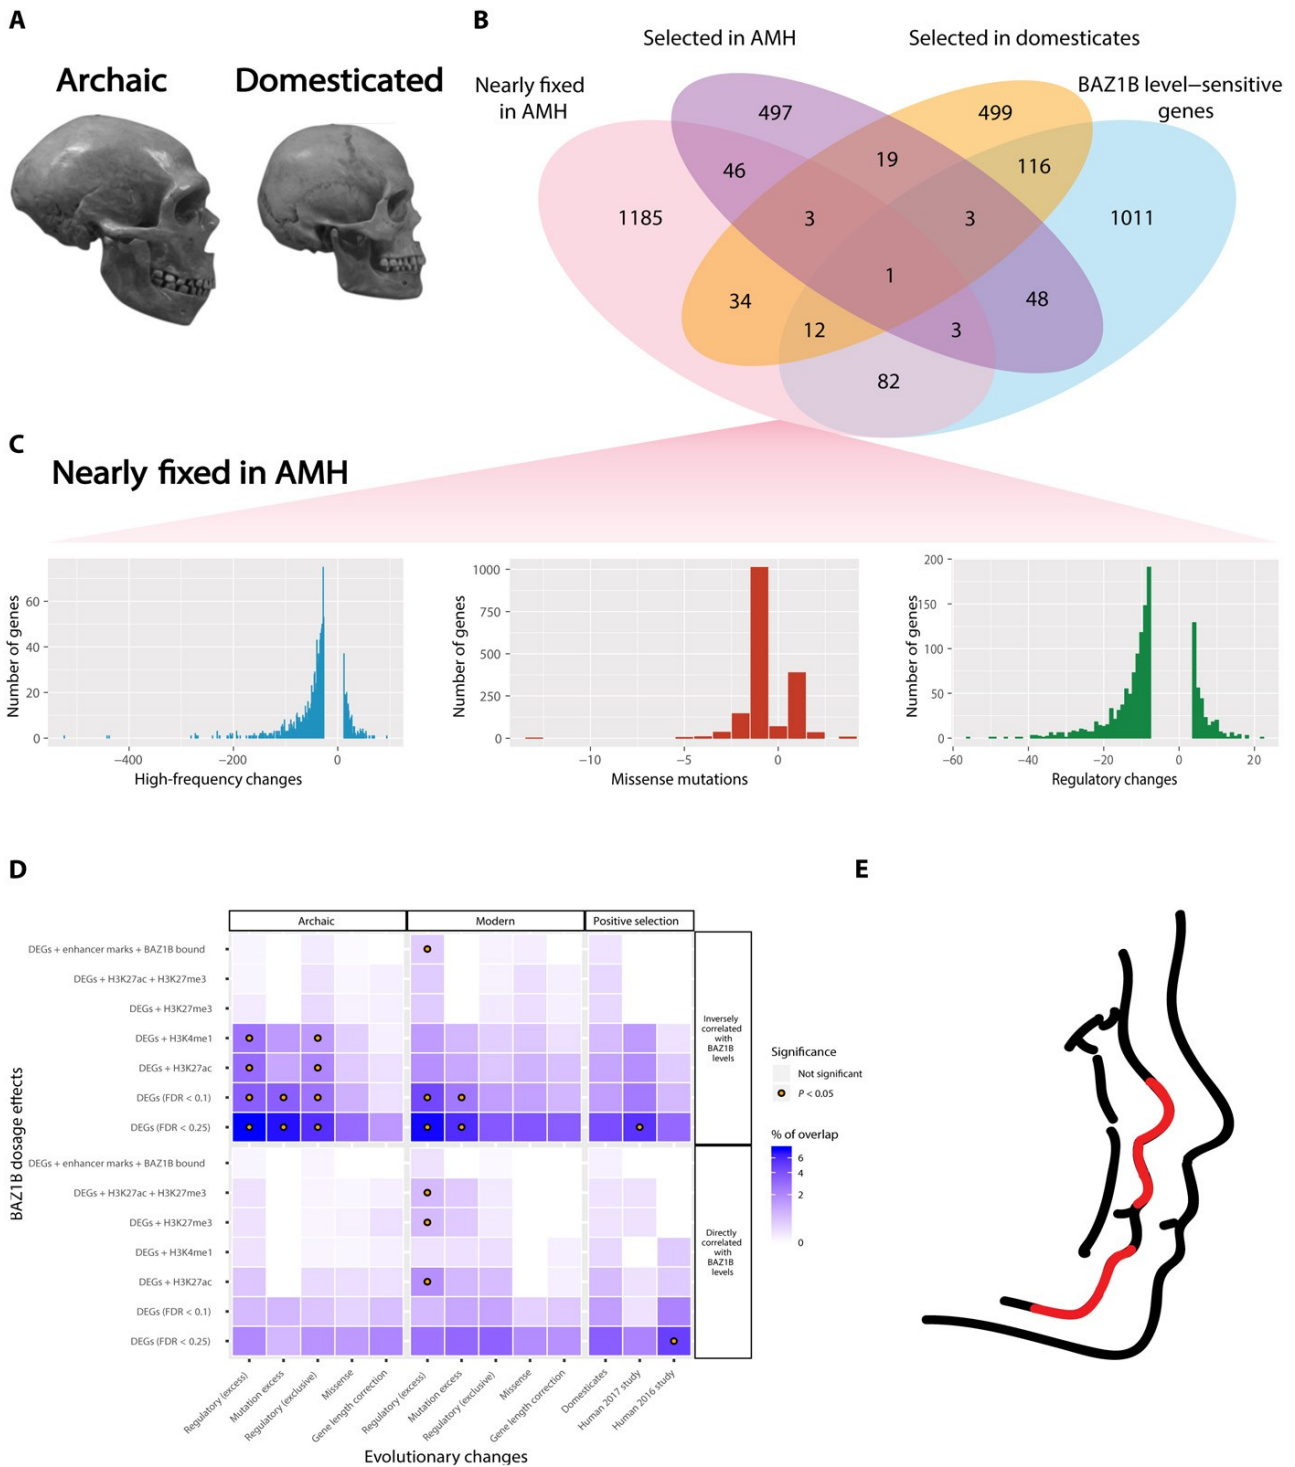 A
Archaic
Domesticated
B
Selected in AMH
Selected in domesticates
Nearly fixed
in AMH
BAZ1B level−sensitive
genes
497
499
46
19
116
1185
3
3
1011
1
34
48
12
3
82
C
Nearly fixed in AMH
Number of genes
60
40
20
0
−400
−200
0
High-frequency changes
Number of genes
1000
750
500
250
0
−10
−5
0
Missense mutations
Number of genes
200
150
100
50
0
−60
−40
−20
0
20
Regulatory changes
D
Archaic
Modern
Positive selection
BAZ1B dosage effects
DEGs + enhancer marks + BAZ1B bound
DEGs + H3K27ac + H3K27me3
DEGs + H3K27me3
DEGs + H3K4me1
DEGs + H3K27ac
DEGs (FDR < 0.1)
DEGs (FDR < 0.25)
DEGs + enhancer marks + BAZ1B bound
DEGs + H3K27ac + H3K27me3
DEGs + H3K27me3
DEGs + H3K4me1
DEGs + H3K27ac
DEGs (FDR < 0.1)
DEGs (FDR < 0.25)
Inversely
correlated
with
BAZ1B
levels
Directly
correlated
with
BAZ1B
levels
Significance
Not significant
P < 0.05
% of overlap
6
4
2
0
Regulatory (excess)
Mutation excess
Regulatory (exclusive)
Missense
Gene length correction
Regulatory (excess)
Mutation excess
Regulatory (exclusive)
Missense
Gene length correction
Domesticates
Human 2017 study
Human 2016 study
Evolutionary changes
E